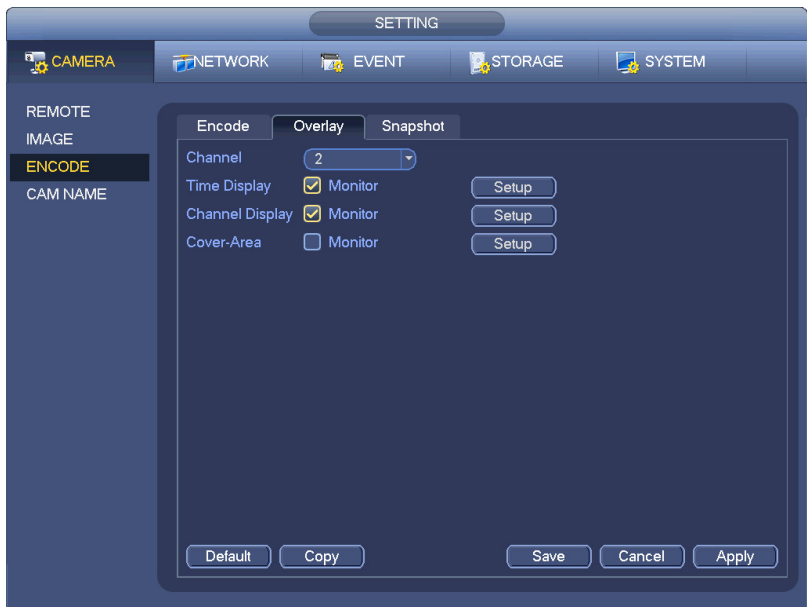 SETTING
CAMERA NETWORK EVENT STORAGE SYSTEM
REMOTE
IMAGE
ENCODE
CAM NAME
Encode Overlay Snapshot
Channel 2
Time Display Monitor Setup
Channel Display Monitor Setup
Cover-Area Monitor Setup
Default Copy Save Cancel Apply